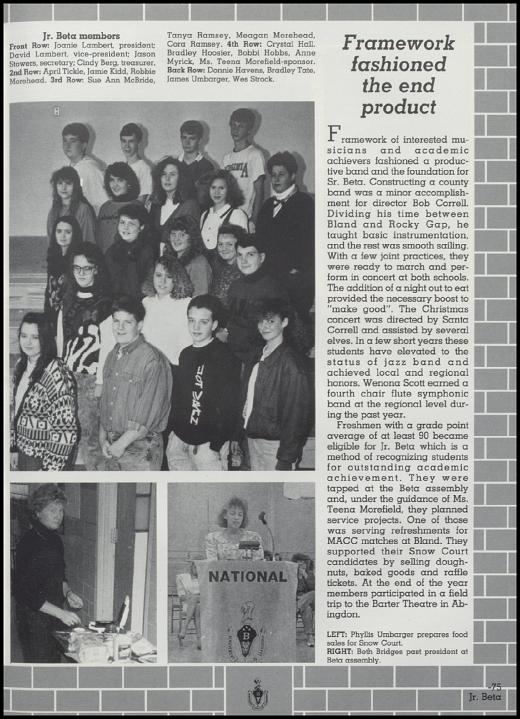 Jr. Beta members
Front Row: Joanie Lambert, president;
David Lambert, vice-president; Jason
Stowers, secretary; Cindy Berg, treasurer.
2nd Row: April Tickle, Jamie Kidd, Robbie
Morehead. 3rd Row: Sue Ann McBride,
Tanya Ramsey, Meagan Morehead,
Cora Ramsey. 4th Row: Crystal Hall,
Bradley Hoosier, Bobbi Hobbs, Anne
Myrick, Ms. Teena Morefield-sponsor.
Back Row: Donnie Havens, Bradley Tate,
James Umbarger, Wes Strock.
Framework
fashioned
the end
product
Framework of interested mu-
sicians and academic
achievers fashioned a produc-
tive band and the foundation for
Sr. Beta. Constructing a county
band was a minor accomplish-
ment for director Bob Correll.
Dividing his time between
Bland and Rocky Gap, he
taught basic instrumentation,
and the rest was smooth sailing.
With a few joint practices, they
were ready to march and per-
form in concert at both schools.
The addition of a night out to eat
provided the necessary boost to
"make good". The Christmas
concert was directed by Santa
Correll and assisted by several
elves. In a few short years these
students have elevated to the
status of jazz band and
achieved local and regional
honors. Wenona Scott earned a
fourth chair flute symphonic
band at the regional level dur-
ing the past year.
Freshmen with a grade point
average of at least 90 became
eligible for Jr. Beta which is a
method of recognizing students
for outstanding academic
achievement. They were
tapped at the Beta assembly
and, under the guidance of Ms.
Teena Morefield, they planned
service projects. One of those
was serving refreshments for
MACC matches at Bland. They
supported their Snow Court
candidates by selling dough-
nuts, baked goods and raffle
tickets. At the end of the year
members participated in a field
trip to the Barter Theatre in Ab-
ingdon.
NATIONAL
B
LEFT: Phyllis Umbarger prepares food
sales for Snow Court.
RIGHT: Beth Bridges past president at
Beta assembly.
-75
Jr. Beta